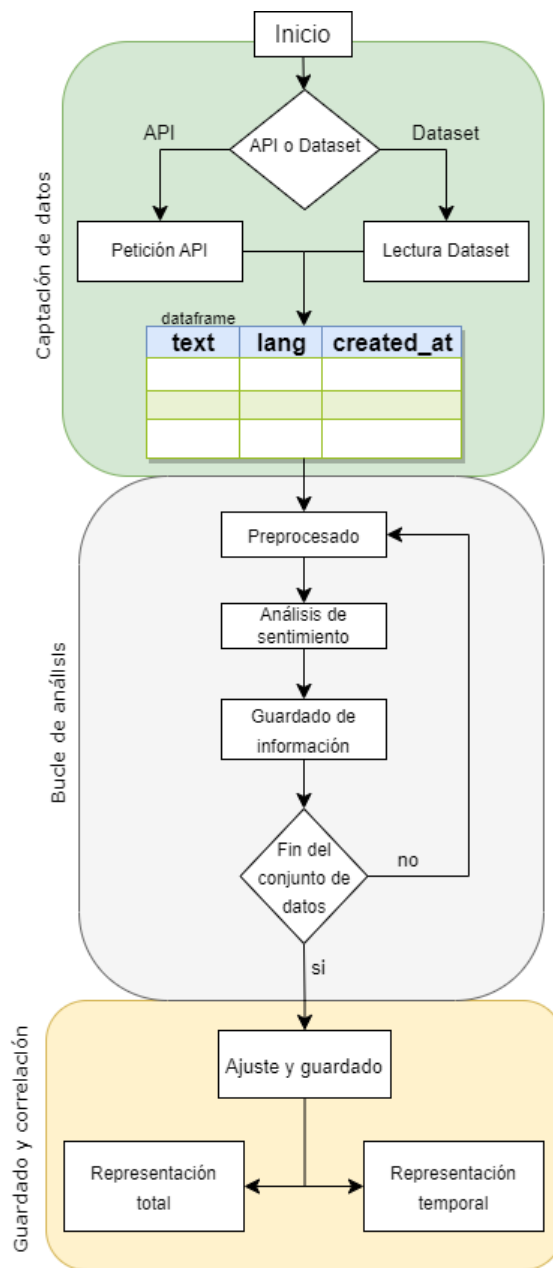 Inicio
API o Dataset
API
Dataset
Petición API
Lectura Dataset
Captación de datos
dataframe
text lang created_at
Preprocesado
Análisis de
sentimiento
Guardado de
información
Fin del
conjunto de
datos
no
si
Bucle de análisis
Ajuste y guardado
Representación
total
Representación
temporal
Guardado y correlación